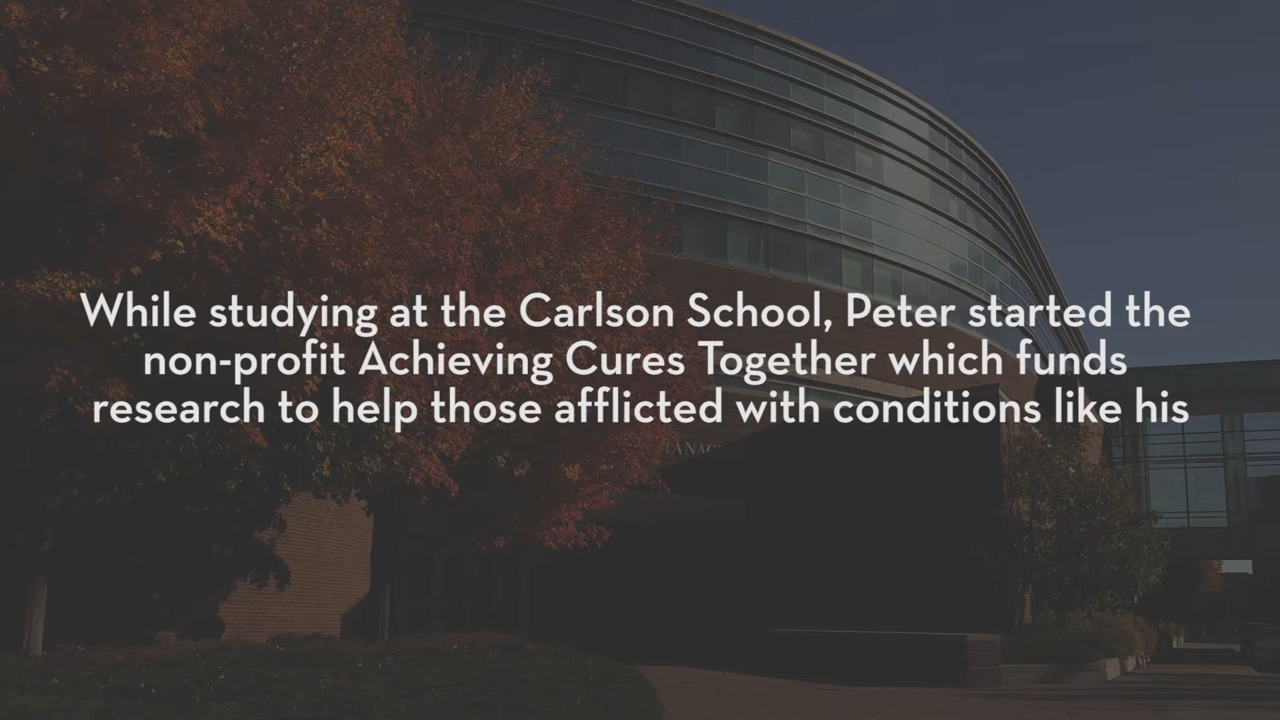 While studying at the Carlson School, Peter started the
non-profit Achieving Cures Together which funds
research to help those afflicted with conditions like his